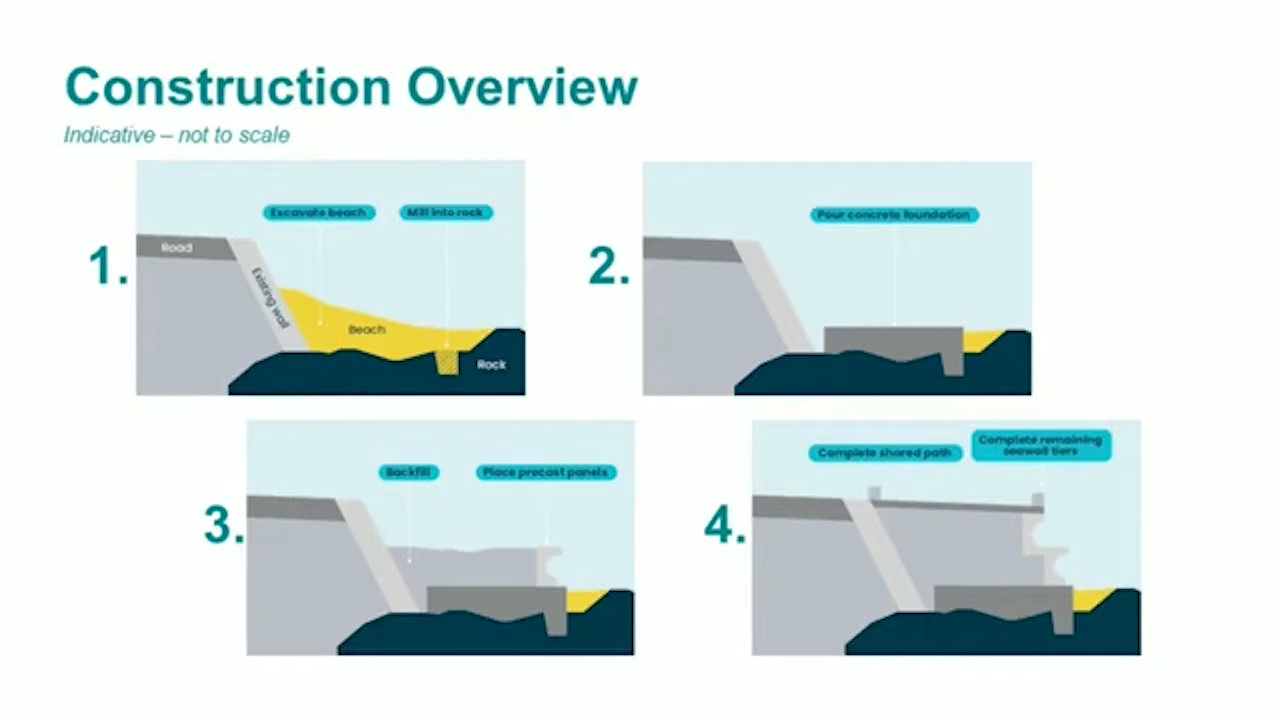 Construction Overview
Indicative – not to scale
1.
Excavate beach
Mill into rock
Road
Existing wall
Beach
Rock
2.
Pour concrete foundation
3.
Backfill
Place precast panels
4.
Complete shared path
Complete remaining
seawall tiers